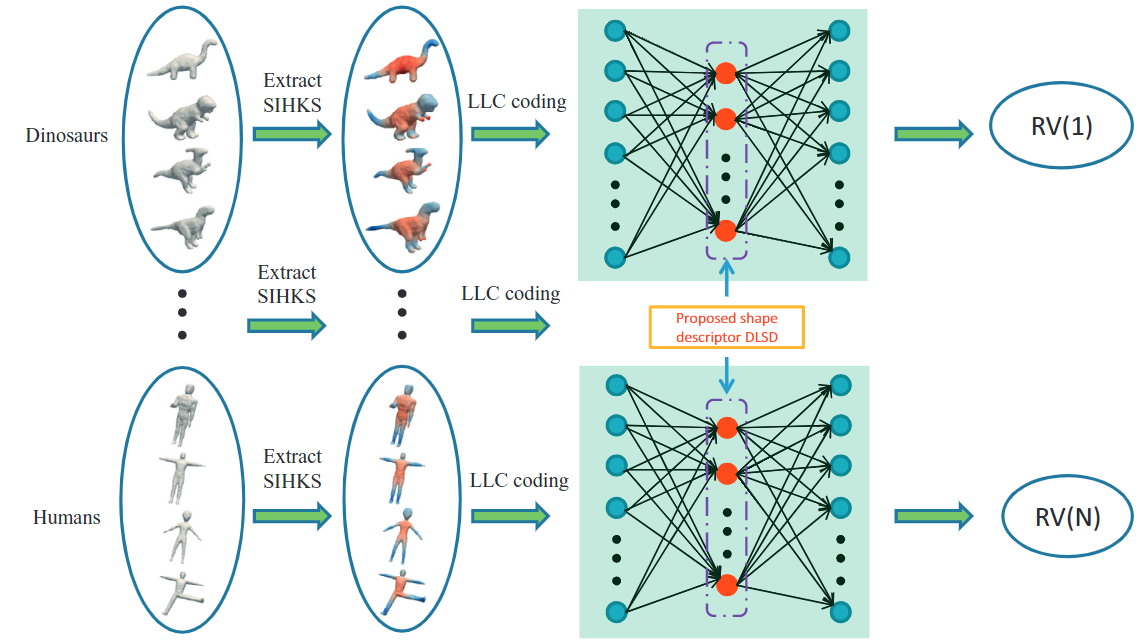 Dinosaurs
Extract
SIHKS
LLC coding
RV(1)
Extract
SIHKS
LLC coding
Proposed shape
descriptor DLSD
Humans
Extract
SIHKS
LLC coding
RV(N)